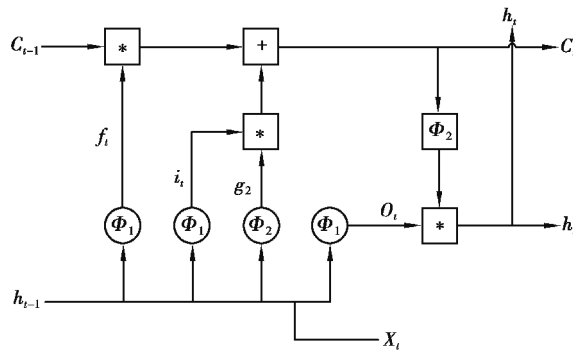 h_t
C_{t-1} * + C
f_t * Φ_2
i_t g_2
Φ_1 Φ_1 Φ_2 Φ_1 O_t * h
h_{t-1}
X_t